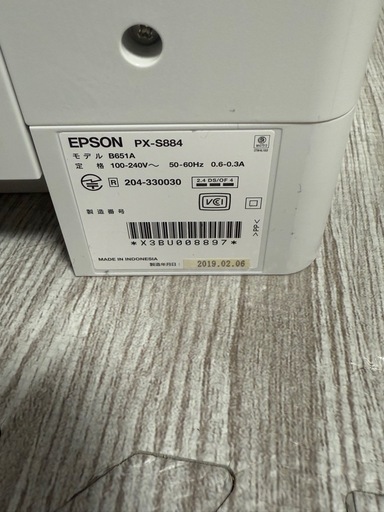 EPSON PX-S884
モデル B651A
定 格 100-240V～ 50-60Hz 0.6-0.3A
R 204-330030
2.4 DS/OF 4
VCI
製造番号
*X3BU008897*
>PP<
MADE IN INDONESIA
製造年月日: 2019.02.06